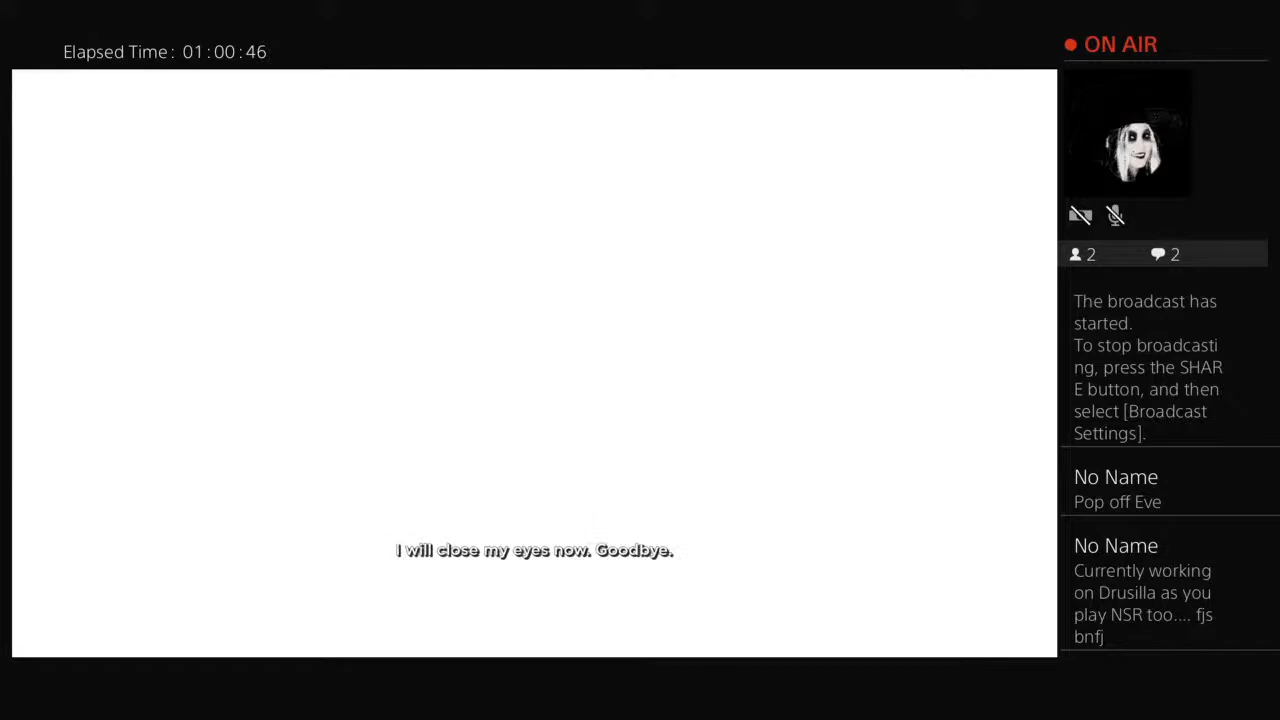 Elapsed Time: 01:00:46
ON AIR
2
2
The broadcast has
started.
To stop broadcasti
ng, press the SHAR
E button, and then
select [Broadcast
Settings].
No Name
Pop off Eve
No Name
Currently working
on Drusilla as you
play NSR too.... fjs
bnfj
I will close my eyes now. Goodbye.